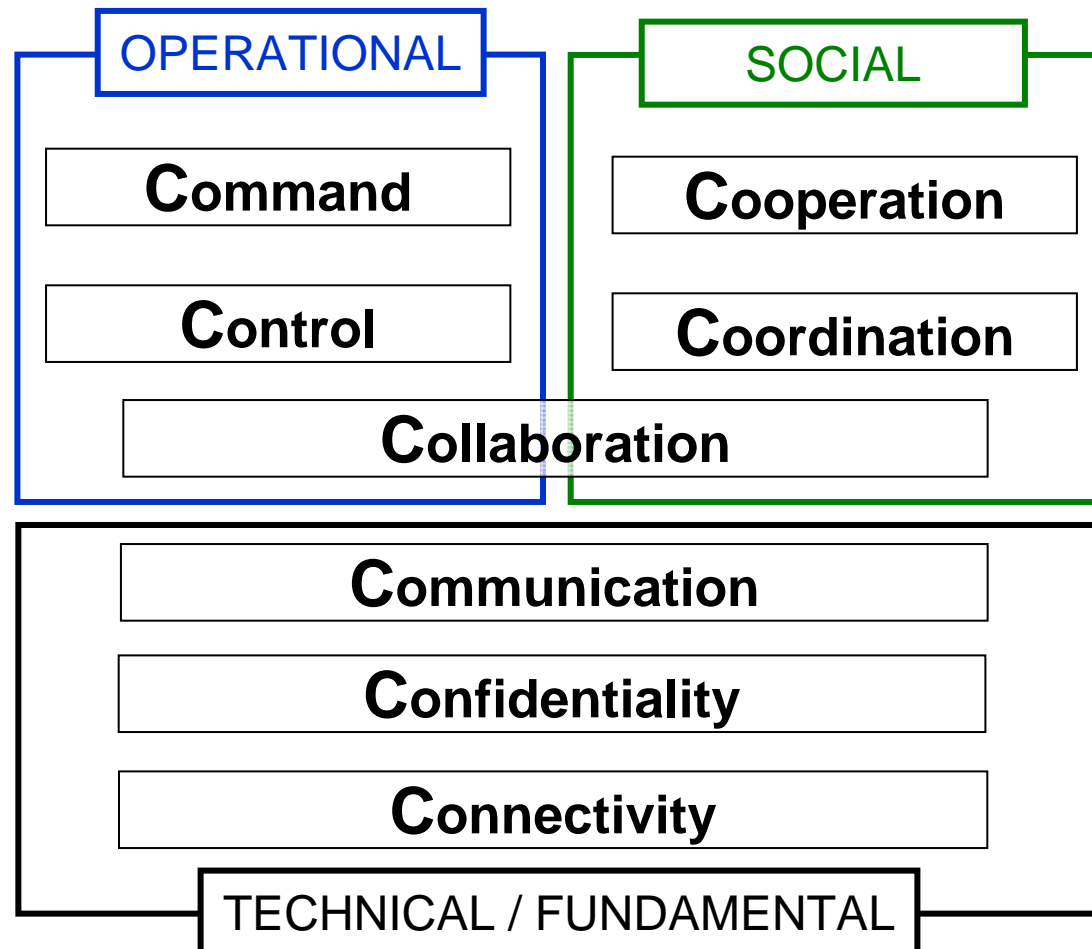 OPERATIONAL
Command
Control
SOCIAL
Cooperation
Coordination
Collaboration
Communication
Confidentiality
Connectivity
TECHNICAL / FUNDAMENTAL